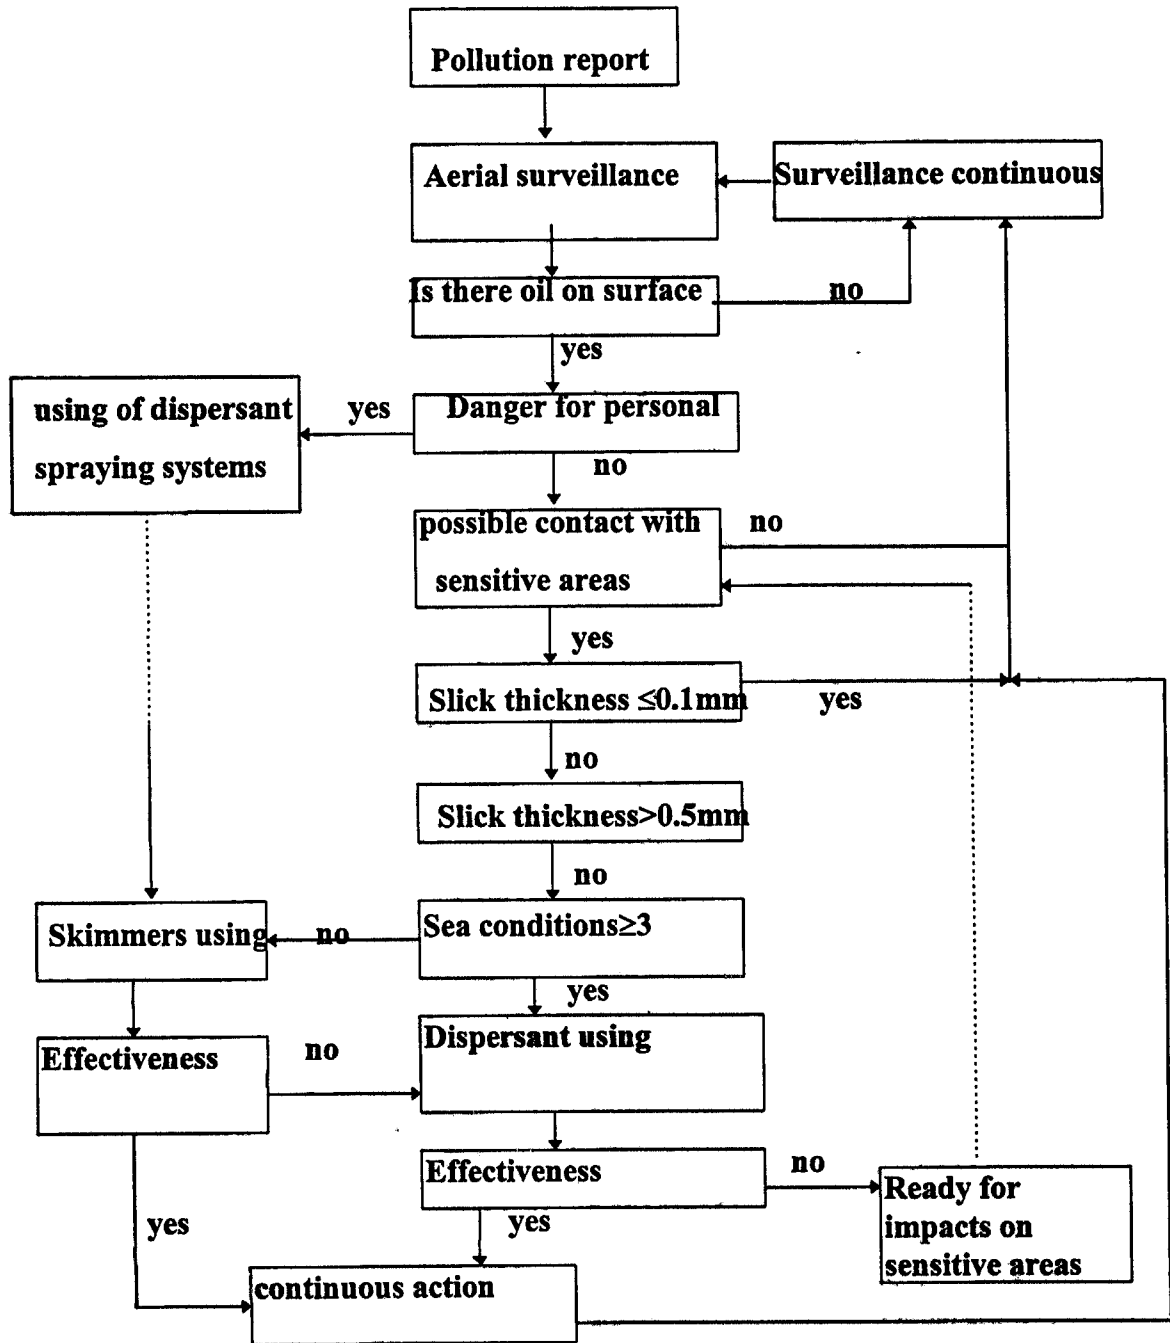 Pollution report
Aerial surveillance
Surveillance continuous
Is there oil on surface
no
yes
using of dispersant
spraying systems
yes
Danger for personal
no
possible contact with
sensitive areas
no
yes
Slick thickness ≤0.1mm
yes
no
Slick thickness>0.5mm
no
Skimmers using
no
Sea conditions≥3
yes
Effectiveness
no
Dispersant using
Effectiveness
no
Ready for
impacts on
sensitive areas
yes
yes
continuous action